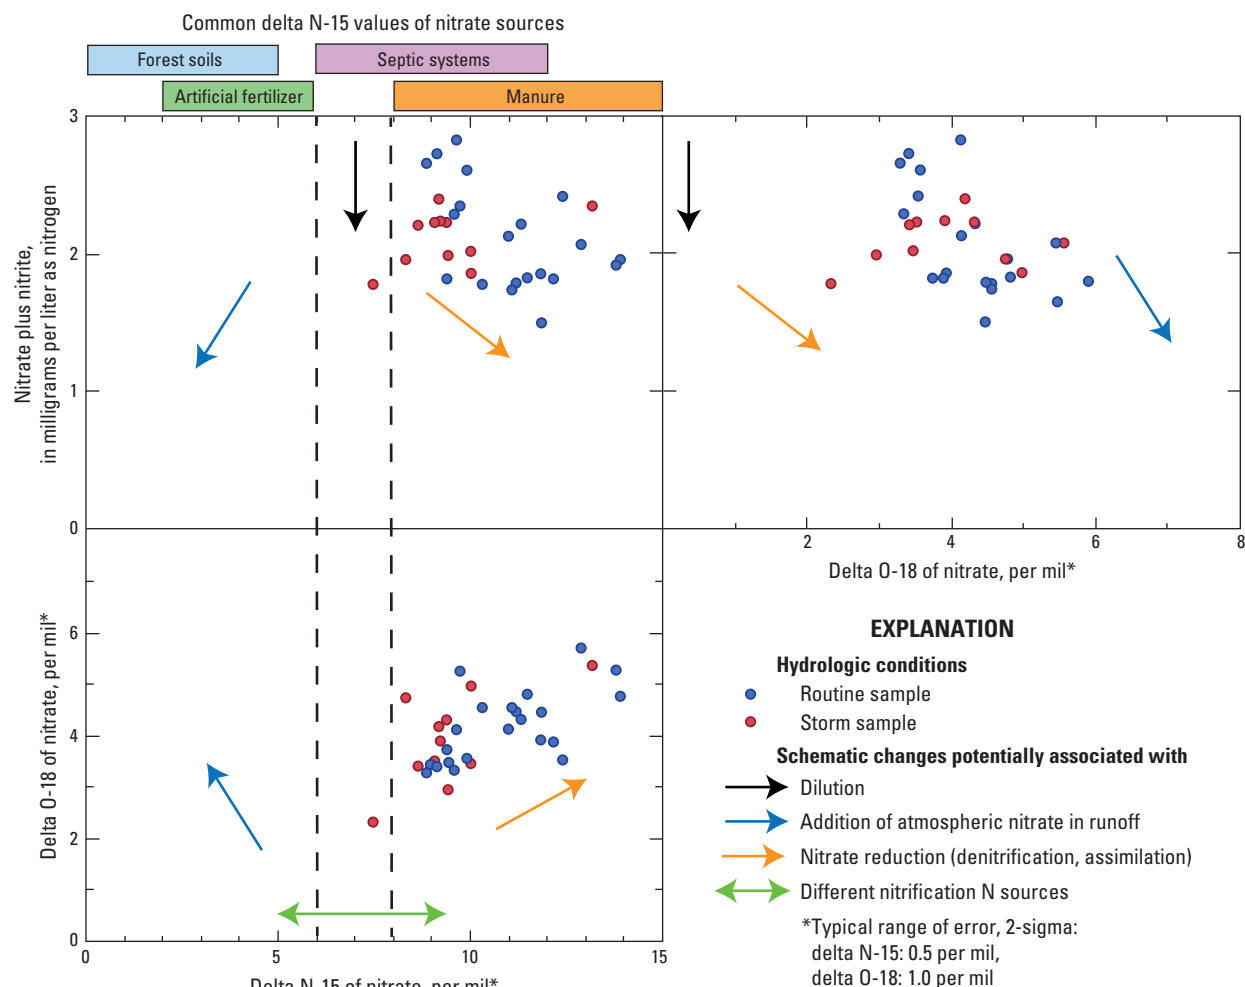 Common delta N-15 values of nitrate sources
Forest soils
Septic systems
Artificial fertilizer
Manure
Nitrate plus nitrite,
in milligrams per liter as nitrogen
3
2
1
0
2
4
6
8
Delta O-18 of nitrate, per mil*
Delta O-18 of nitrate, per mil*
6
4
2
0
0
5
10
15
Delta N-15 of nitrate, per mil*
EXPLANATION
Hydrologic conditions
Routine sample
Storm sample
Schematic changes potentially associated with
Dilution
Addition of atmospheric nitrate in runoff
Nitrate reduction (denitrification, assimilation)
Different nitrification N sources
*Typical range of error, 2-sigma:
delta N-15: 0.5 per mil,
delta O-18: 1.0 per mil